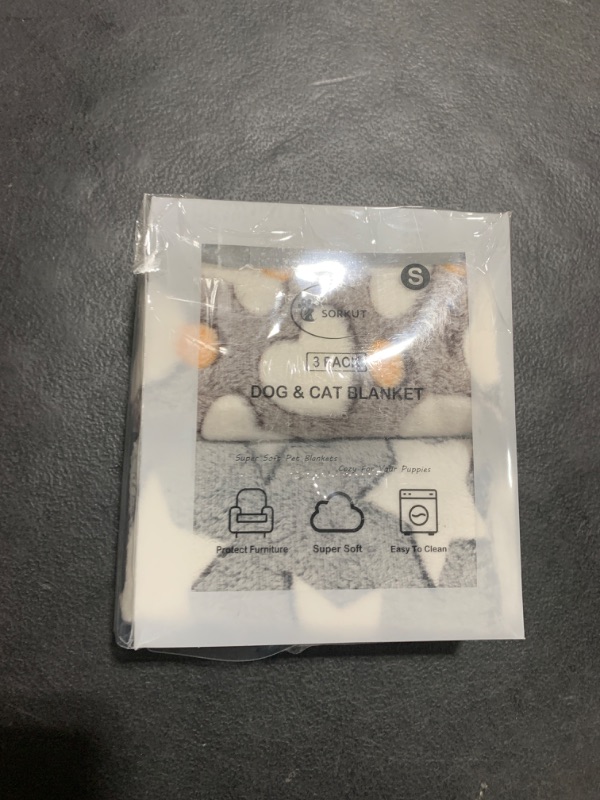 S
SORKUT
3 PACK
DOG & CAT BLANKET
Super Soft Pet Blankets
Cozy For Your Puppies
Protect Furniture Super Soft Easy To Clean